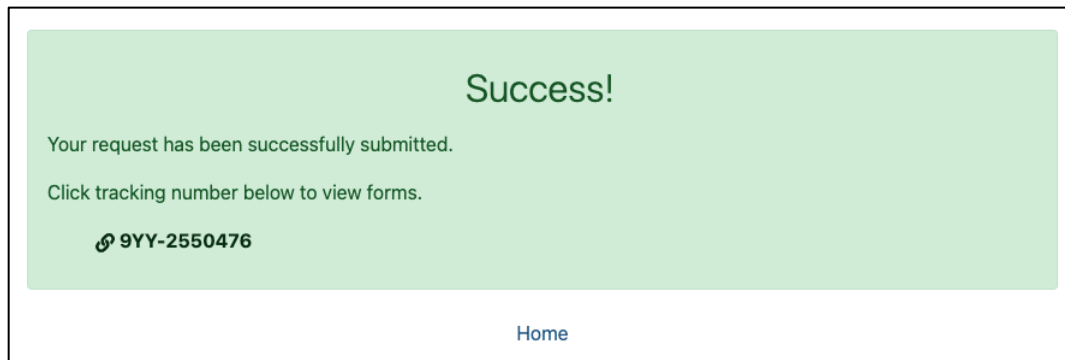 Success!
Your request has been successfully submitted.
Click tracking number below to view forms.
9YY-2550476
Home